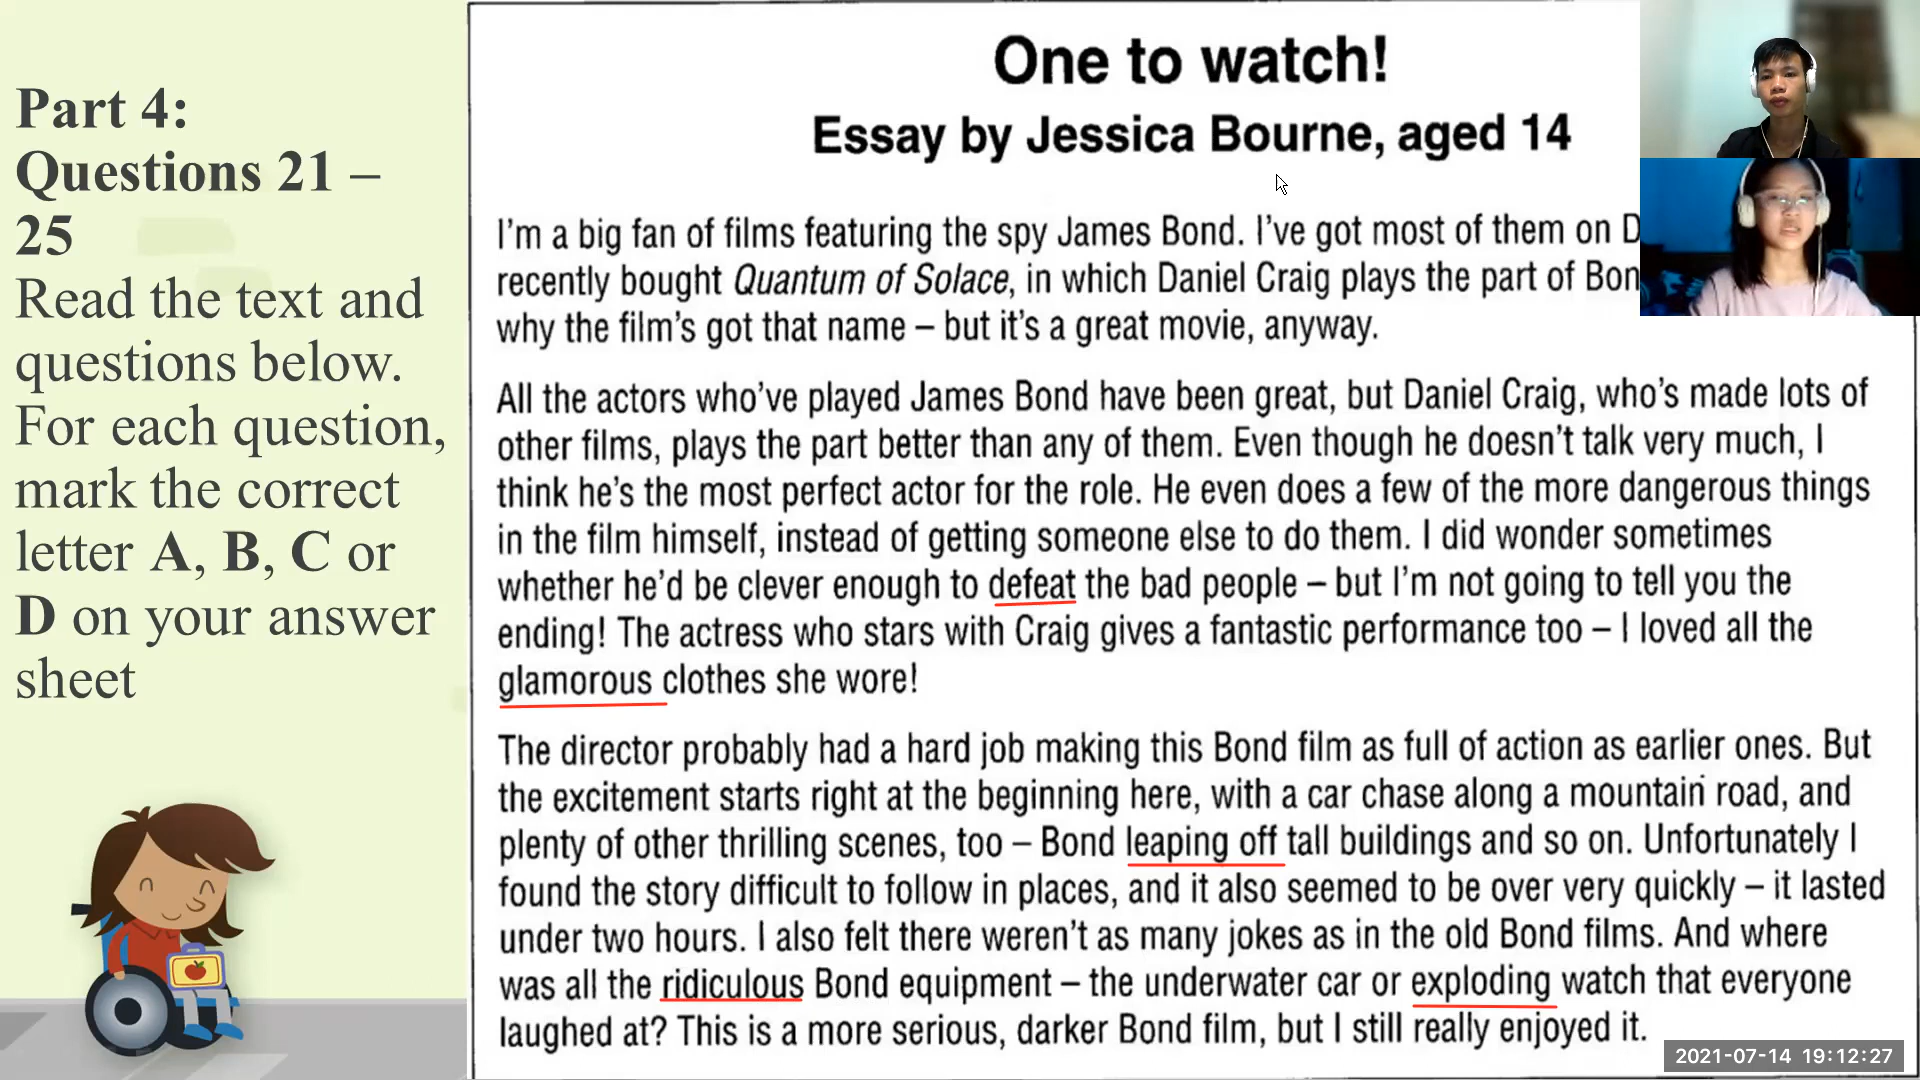 Part 4:
Questions 21 –
25
Read the text and
questions below.
For each question,
mark the correct
letter A, B, C or
D on your answer
sheet
One to watch!
Essay by Jessica Bourne, aged 14
I'm a big fan of films featuring the spy James Bond. I've got most of them on
recently bought Quantum of Solace, in which Daniel Craig plays the part of
why the film's got that name – but it's a great movie, anyway.
All the actors who've played James Bond have been great, but Daniel Craig, who's made lots of
other films, plays the part better than any of them. Even though he doesn't talk very much, I
think he's the most perfect actor for the role. He even does a few of the more dangerous things
in the film himself, instead of getting someone else to do them. I did wonder sometimes
whether he'd be clever enough to defeat the bad people – but I'm not going to tell you the
ending! The actress who stars with Craig gives a fantastic performance too – I loved all the
glamorous clothes she wore!
The director probably had a hard job making this Bond film as full of action as earlier ones. But
the excitement starts right at the beginning here, with a car chase along a mountain road, and
plenty of other thrilling scenes, too – Bond leaping off tall buildings and so on. Unfortunately I
found the story difficult to follow in places, and it also seemed to be over very quickly – it lasted
under two hours. I also felt there weren't as many jokes as in the old Bond films. And where
was all the ridiculous Bond equipment – the underwater car or exploding watch that everyone
laughed at? This is a more serious, darker Bond film, but I still really enjoyed it.
2021-07-14 19:12:27